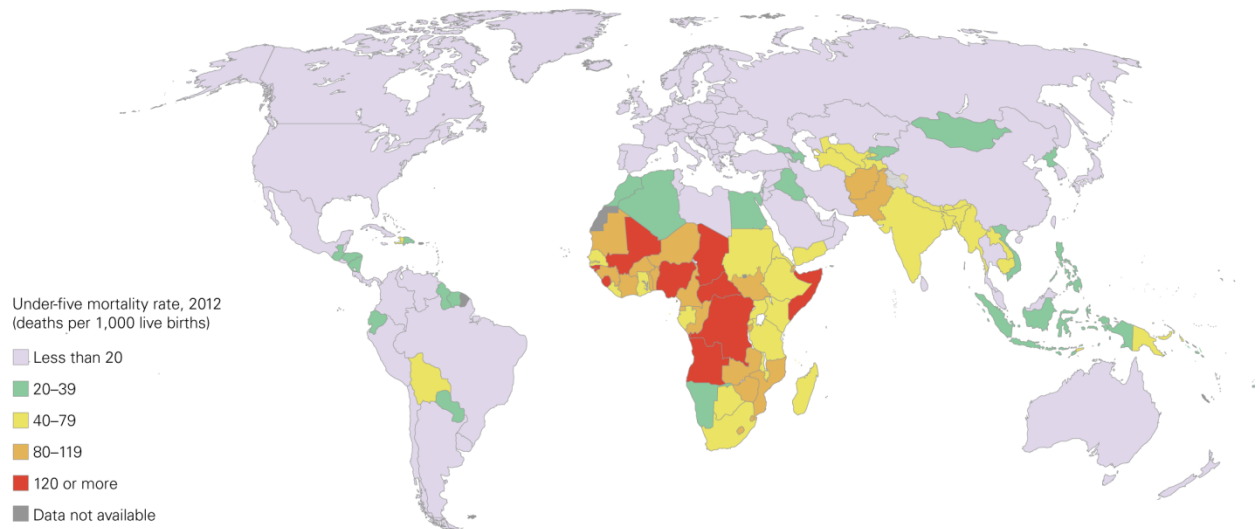 Under-five mortality rate, 2012
(deaths per 1,000 live births)
Less than 20
20–39
40–79
80–119
120 or more
Data not available